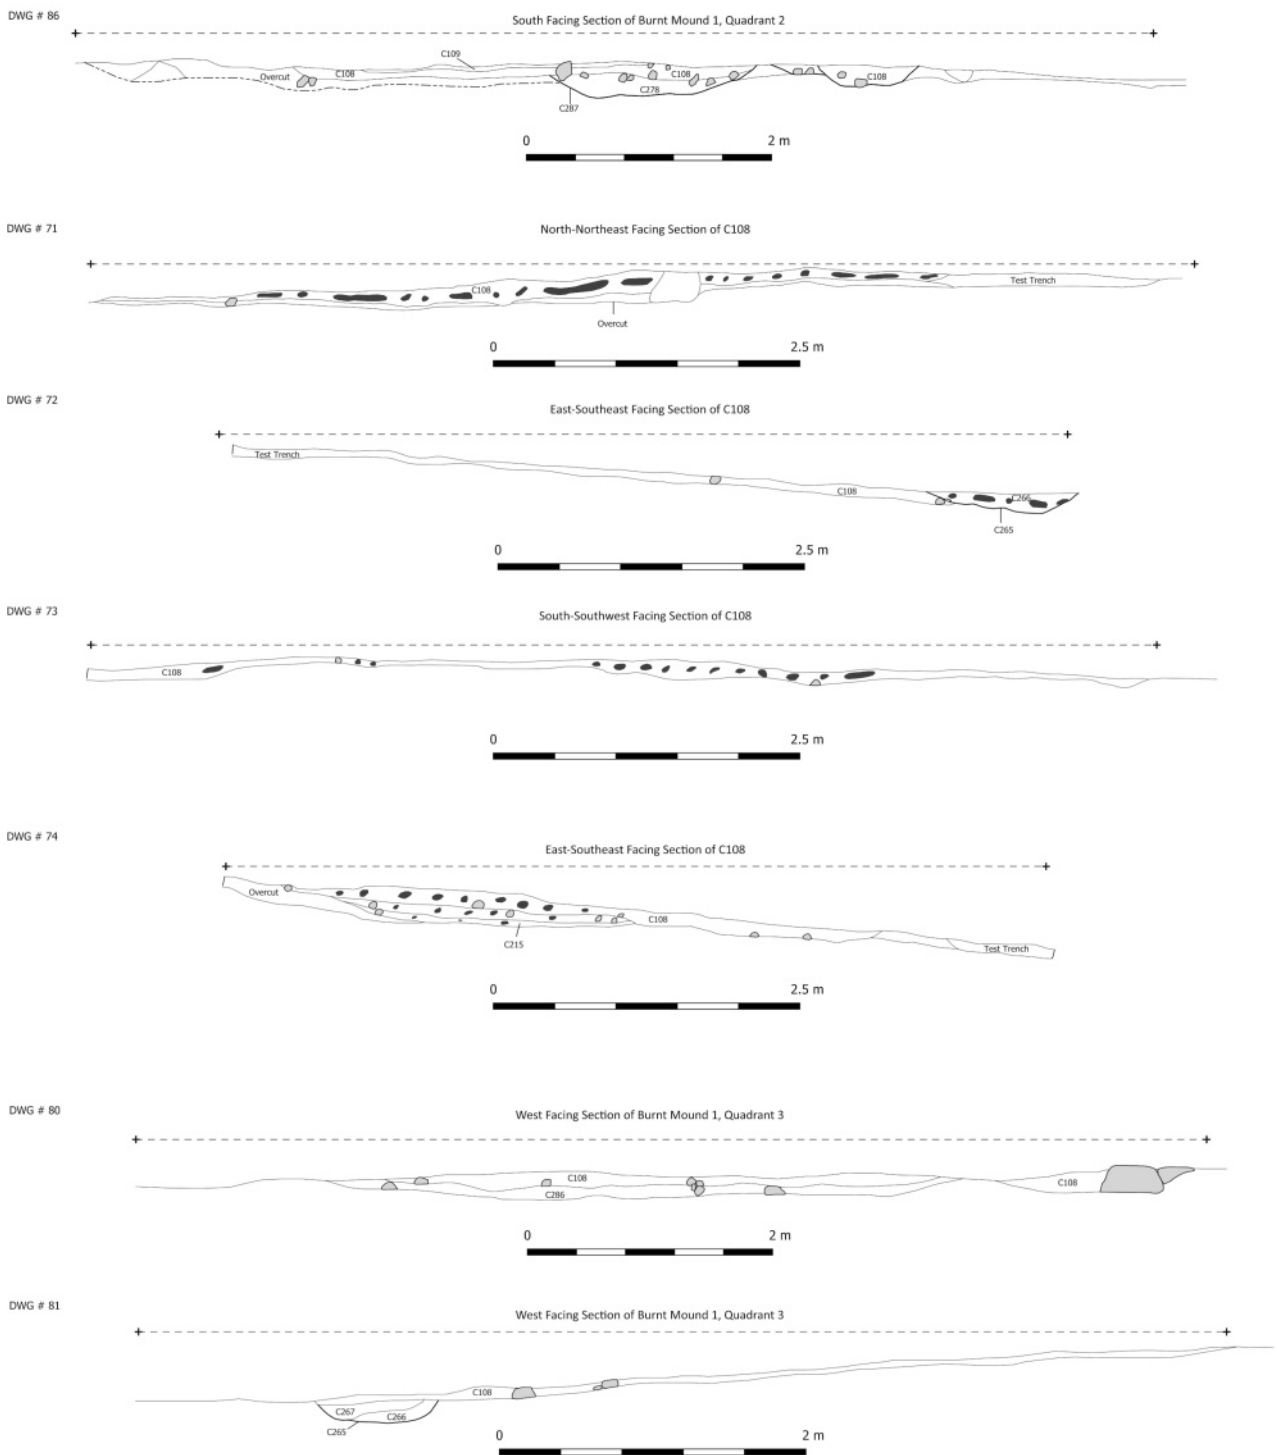 DWG # 86
South Facing Section of Burnt Mound 1, Quadrant 2
C109
Overcut
C108
C108
C108
C278
C287
0 2 m
DWG # 71
North-Northeast Facing Section of C108
C108
Test Trench
Overcut
0 2.5 m
DWG # 72
East-Southeast Facing Section of C108
Test Trench
C108
C266
C265
0 2.5 m
DWG # 73
South-Southwest Facing Section of C108
C108
0 2.5 m
DWG # 74
East-Southeast Facing Section of C108
Overcut
C108
C215
Test Trench
0 2.5 m
DWG # 80
West Facing Section of Burnt Mound 1, Quadrant 3
C108
C108
C286
0 2 m
DWG # 81
West Facing Section of Burnt Mound 1, Quadrant 3
C108
C267
C266
C265
0 2 m